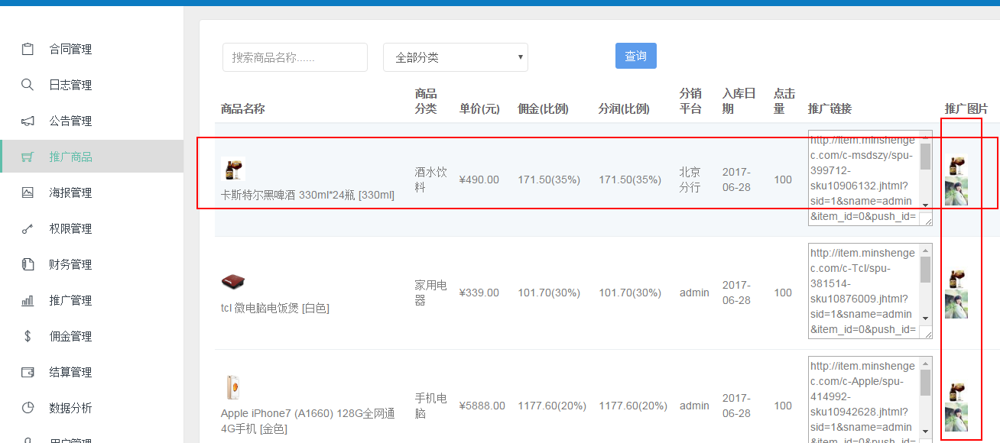 合同管理
日志管理
公告管理
推广商品
海报管理
权限管理
财务管理
推广管理
佣金管理
结算管理
数据分析
用户管理
搜索商品名称......
全部分类
查询
商品名称
商品
分类
单价(元)
佣金(比例)
分润(比例)
分销
平台
入库日
期
点击
量
推广链接
推广图片
卡斯特尔黑啤酒 330ml*24瓶 [330ml]
酒水饮
料
¥490.00
171.50(35%)
171.50(35%)
北京
分行
2017-
06-28
100
http://item.minshenge
c.com/c-msdszy/spu-
399712-
sku10906132.jhtml?
sid=1&sname=admin
&item_id=0&push_id=
tcl 微电脑电饭煲 [白色]
家用电
器
¥339.00
101.70(30%)
101.70(30%)
admin
2017-
06-28
100
http://item.minshenge
c.com/c-Tcl/spu-
381514-
sku10876009.jhtml?
sid=1&sname=admin
&item_id=0&push_id=
Apple iPhone7 (A1660) 128G全网通
4G手机 [金色]
手机电
脑
¥5888.00
1177.60(20%)
1177.60(20%)
admin
2017-
06-28
100
http://item.minshenge
c.com/c-Apple/spu-
414992-
sku10942628.jhtml?
sid=1&sname=admin
&item_id=0&push_id=